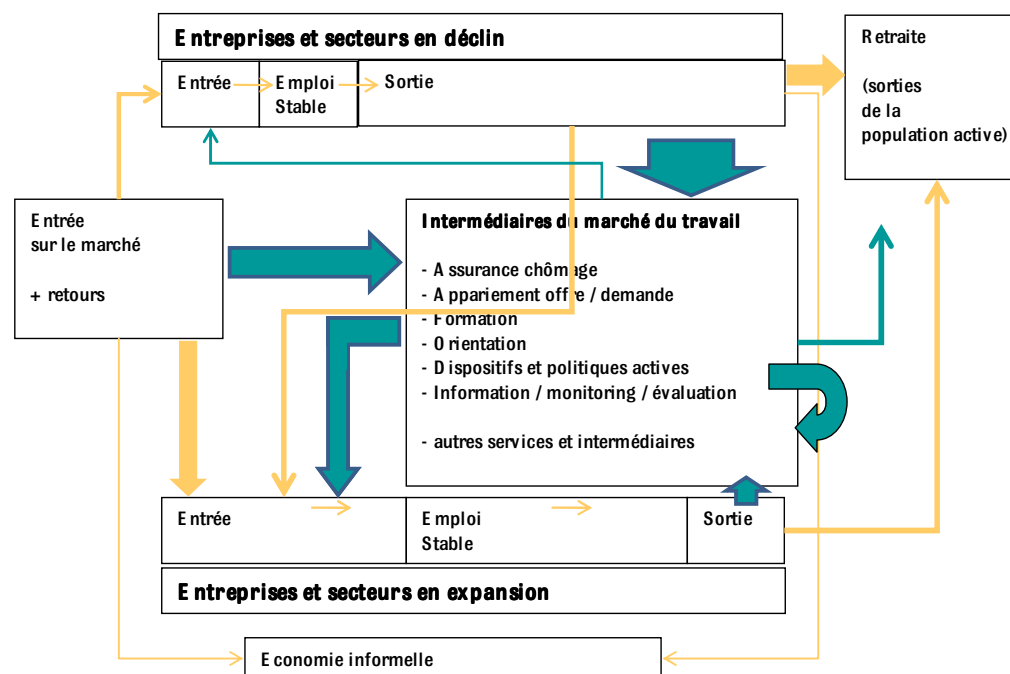 Entreprises et secteurs en déclin
Entrée
Emploi
Stable
Sortie
Retraite
(sorties
de la
population active)
Entrée
sur le marché
+ retours
Intermédiaires du marché du travail
- Assurance chômage
- Appariement offre / demande
- Formation
- Orientation
- Dispositifs et politiques actives
- Information / monitoring / évaluation
- autres services et intermédiaires
Entrée
Emploi
Stable
Sortie
Entreprises et secteurs en expansion
Economie informelle